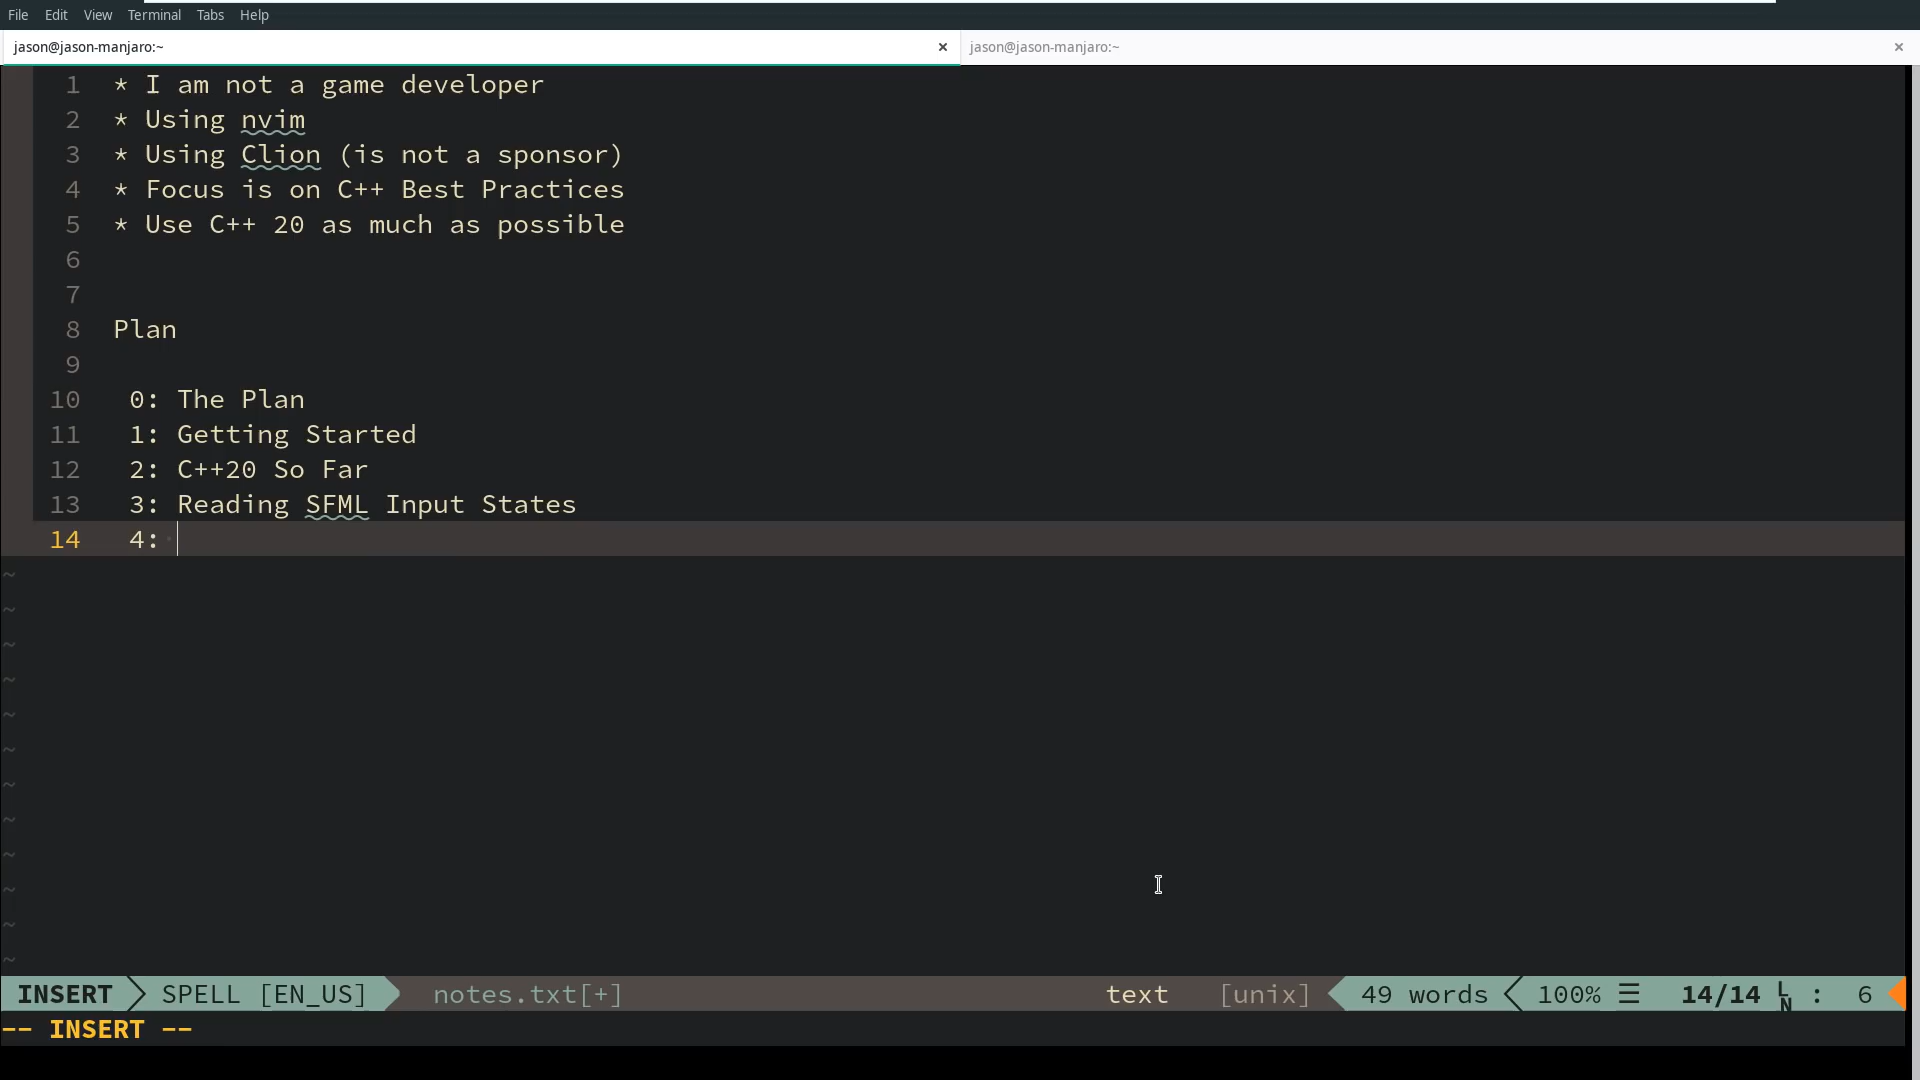 File Edit View Terminal Tabs Help
jason@jason-manjaro:~ × jason@jason-manjaro:~ ×
1 * I am not a game developer
2 * Using nvim
3 * Using Clion (is not a sponsor)
4 * Focus is on C++ Best Practices
5 * Use C++ 20 as much as possible
6
7
8 Plan
9
10 0: The Plan
11 1: Getting Started
12 2: C++20 So Far
13 3: Reading SFML Input States
14 4:
~
~
~
~
~
~
~
~
~
~
~
~
INSERT SPELL [EN_US] notes.txt[+] text [unix] 49 words 100% ☰ 14/14 LN : 6
-- INSERT --